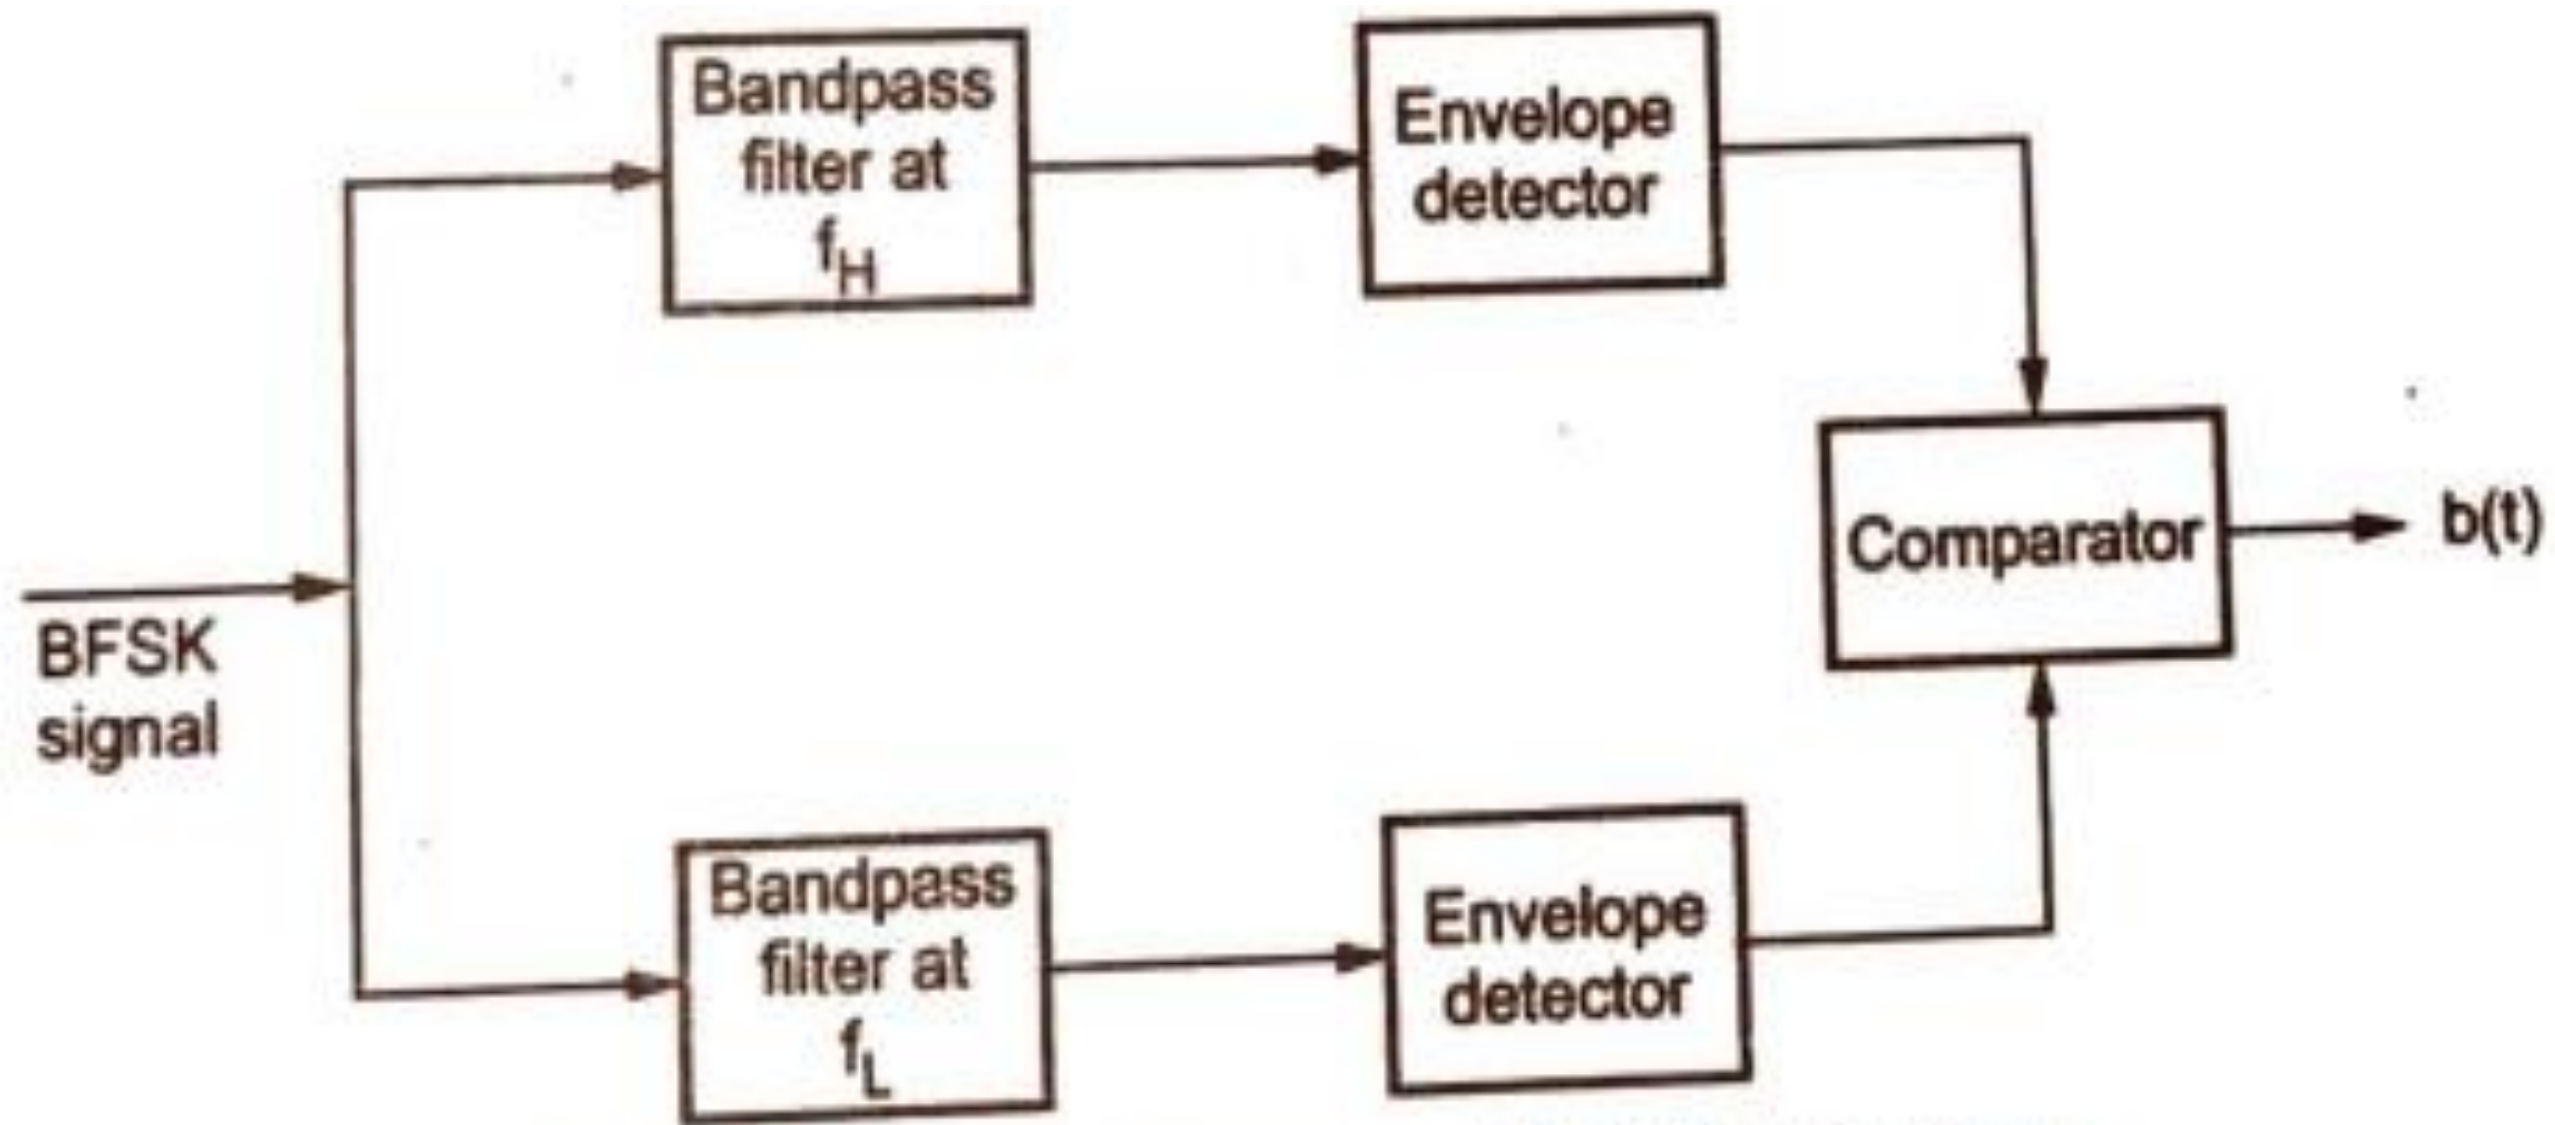 Bandpass
filter at
fH
Envelope
detector
BFSK
signal
Comparator
b(t)
Bandpass
filter at
fL
Envelope
detector